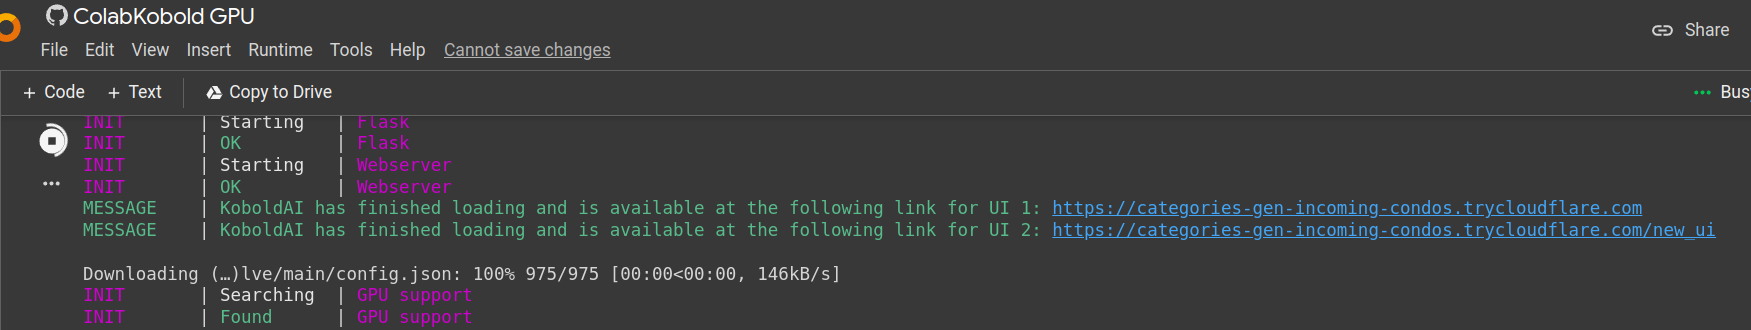 ColabKobold GPU
File Edit View Insert Runtime Tools Help Cannot save changes
Share
+ Code + Text Copy to Drive
Bus
INIT | Starting | Flask
INIT | OK | Flask
INIT | Starting | Webserver
INIT | OK | Webserver
MESSAGE | KoboldAI has finished loading and is available at the following link for UI 1: https://categories-gen-incoming-condos.trycloudflare.com
MESSAGE | KoboldAI has finished loading and is available at the following link for UI 2: https://categories-gen-incoming-condos.trycloudflare.com/new_ui
Downloading (…)lve/main/config.json: 100% 975/975 [00:00<00:00, 146kB/s]
INIT | Searching | GPU support
INIT | Found | GPU support